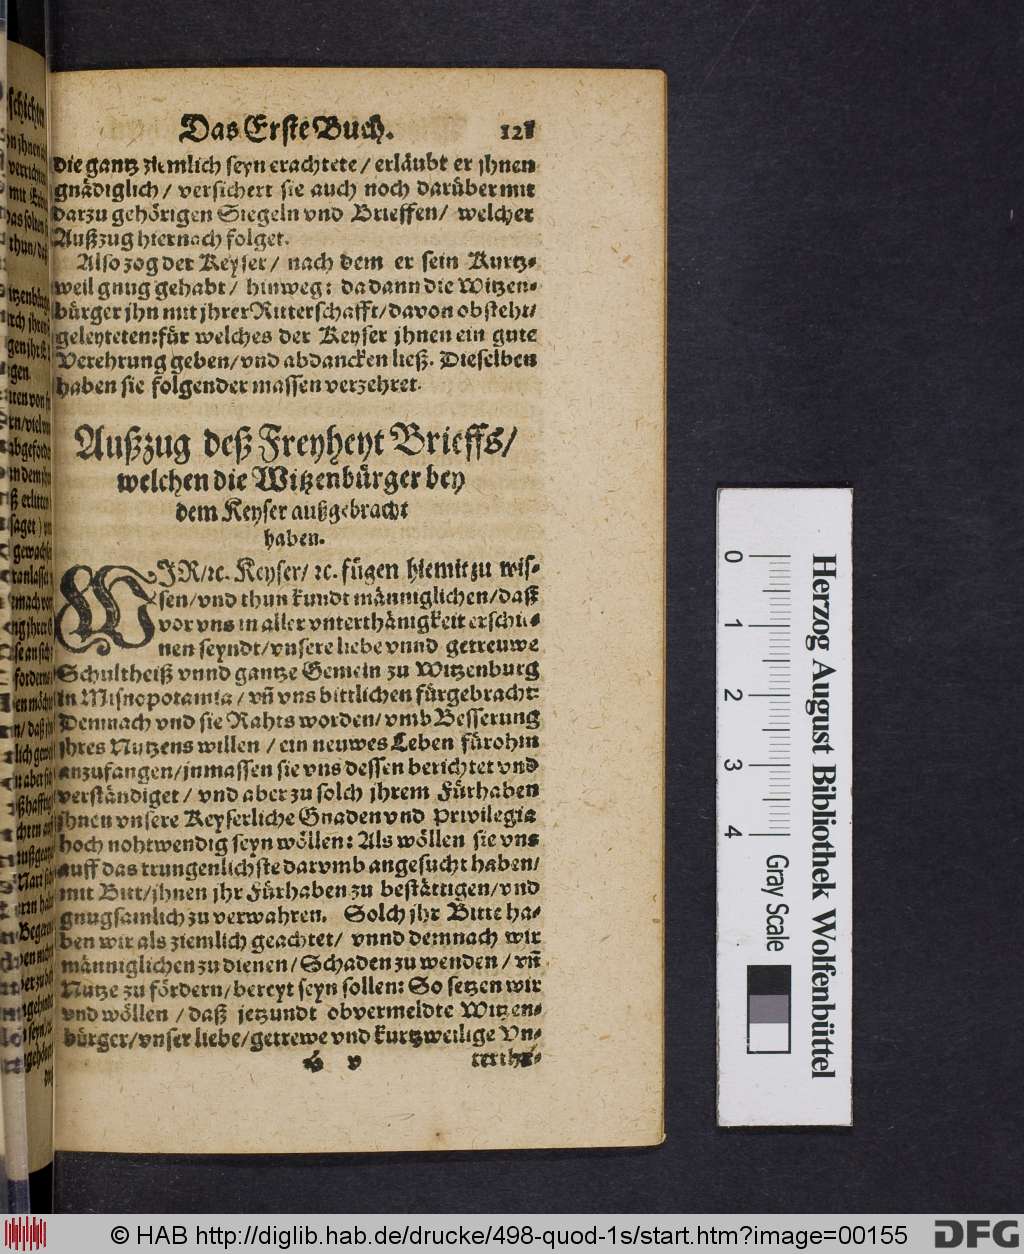 Das Erste Buch. 121
die gantz ziemlich seyn erachtete / erläubt er jhnen
gnädiglich / versichert sie auch noch darüber mit
darzu gehörigen Siegeln vnd Brieffen / welcher
Außzug hiernach folget.
Also zog der Keyser / nach dem er sein Kurtz-
weil gnug gehabt / hinweg: da dann die Witzen-
bürger jhn mit jhrer Ritterschafft / davon obsteht /
geleyteten: für welches der Keyser jhnen ein gute
Verehrung geben / vnd abdancken ließ. Dieselben
haben sie folgender massen verzehret.
Außzug deß Freyheyt Brieffs /
welchen die Witzenbürger bey
dem Keyser außgebracht
haben.
WJR / ꝛc. Keyser / ꝛc. fügen hiemit zu wis-
sen / vnd thun kundt männiglichen / daß
vor vns in aller vnterthänigkeit erschie-
nen seyndt / vnsere liebe vnnd getreuwe
Schultheiß vnnd gantze Gemein zu Witzenburg
in Misnopotamia / vñ vns bittlichen fürgebracht:
Demnach vnd sie Rahts worden / vmb Besserung
jhres Nutzens willen / ein neuwes Leben fürohin
anzufangen / jnmassen sie vns dessen berichtet vnd
verständiget / vnd aber zu solch jhrem Fürhaben
jhnen vnsere Keyserliche Gnaden vnd Privilegia
hoch nohtwendig seyn wöllen: Als wöllen sie vns
auff das trungenlichste darvmb angesucht haben /
mit Bitt / jhnen jhr Fürhaben zu bestättigen / vnd
gnugsamlich zu verwahren. Solch jhr Bitte ha-
ben wir als ziemlich geachtet / vnnd demnach wir
männiglichen zu dienen / Schaden zu wenden / vñ
Nutze zu fördern / bereyt seyn sollen: So setzen wir
vnd wöllen / daß jetzundt obvermeldte Witzen-
bürger / vnser liebe / getrewe vnd kurtzweilige Vn-
v terthe-
0 1 2 3 4 Gray Scale
Herzog August Bibliothek Wolfenbüttel
© HAB http://diglib.hab.de/drucke/498-quod-1s/start.htm?image=00155 DFG